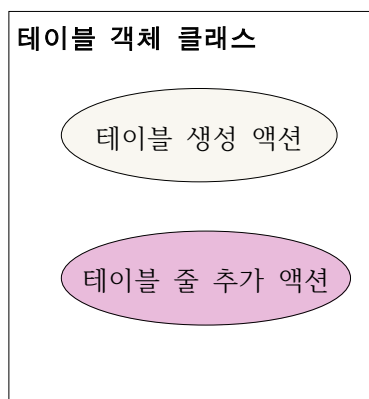 테이블 객체 클래스
테이블 생성 액션
테이블 줄 추가 액션